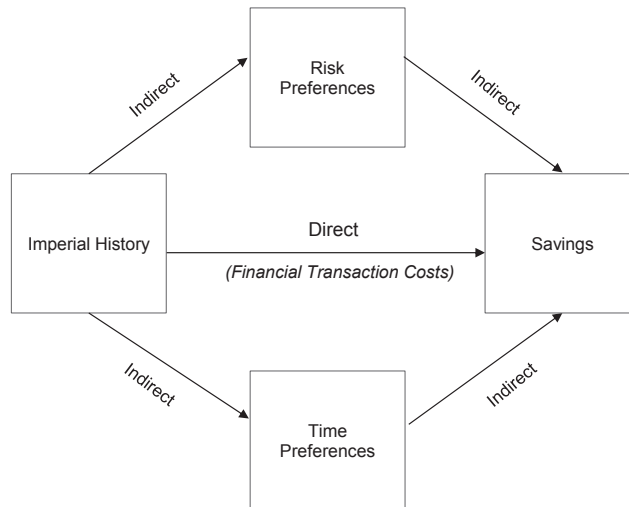 Risk
Preferences
Indirect
Indirect
Imperial History
Direct
(Financial Transaction Costs)
Savings
Indirect
Indirect
Time
Preferences